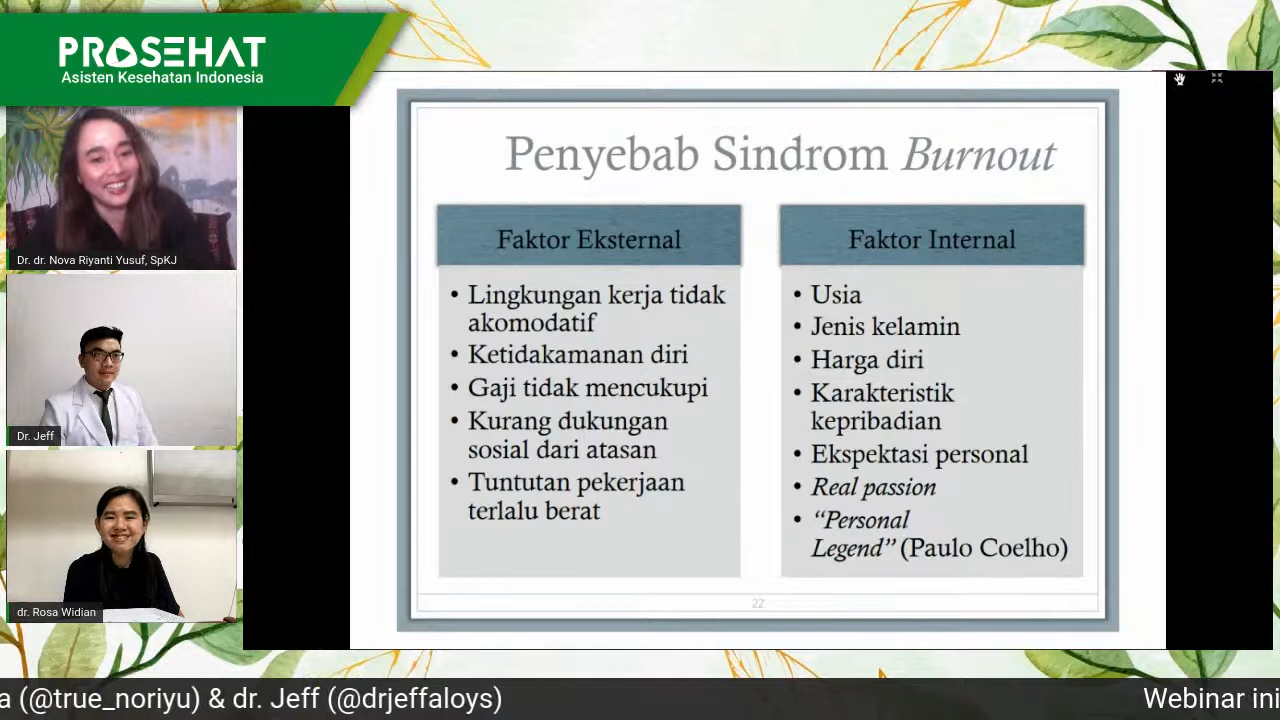 PROSEHAT
Asisten Kesehatan Indonesia
Dr. dr. Nova Riyanti Yusuf, SpKJ
Dr. Jeff
dr. Rosa Widian
Penyebab Sindrom Burnout
Faktor Eksternal
• Lingkungan kerja tidak
akomodatif
• Ketidakamanan diri
• Gaji tidak mencukupi
• Kurang dukungan
sosial dari atasan
• Tuntutan pekerjaan
terlalu berat
Faktor Internal
• Usia
• Jenis kelamin
• Harga diri
• Karakteristik
kepribadian
• Ekspektasi personal
• Real passion
• “Personal
Legend” (Paulo Coelho)
22
a (@true_noriyu) & dr. Jeff (@drjeffaloys)
Webinar ini